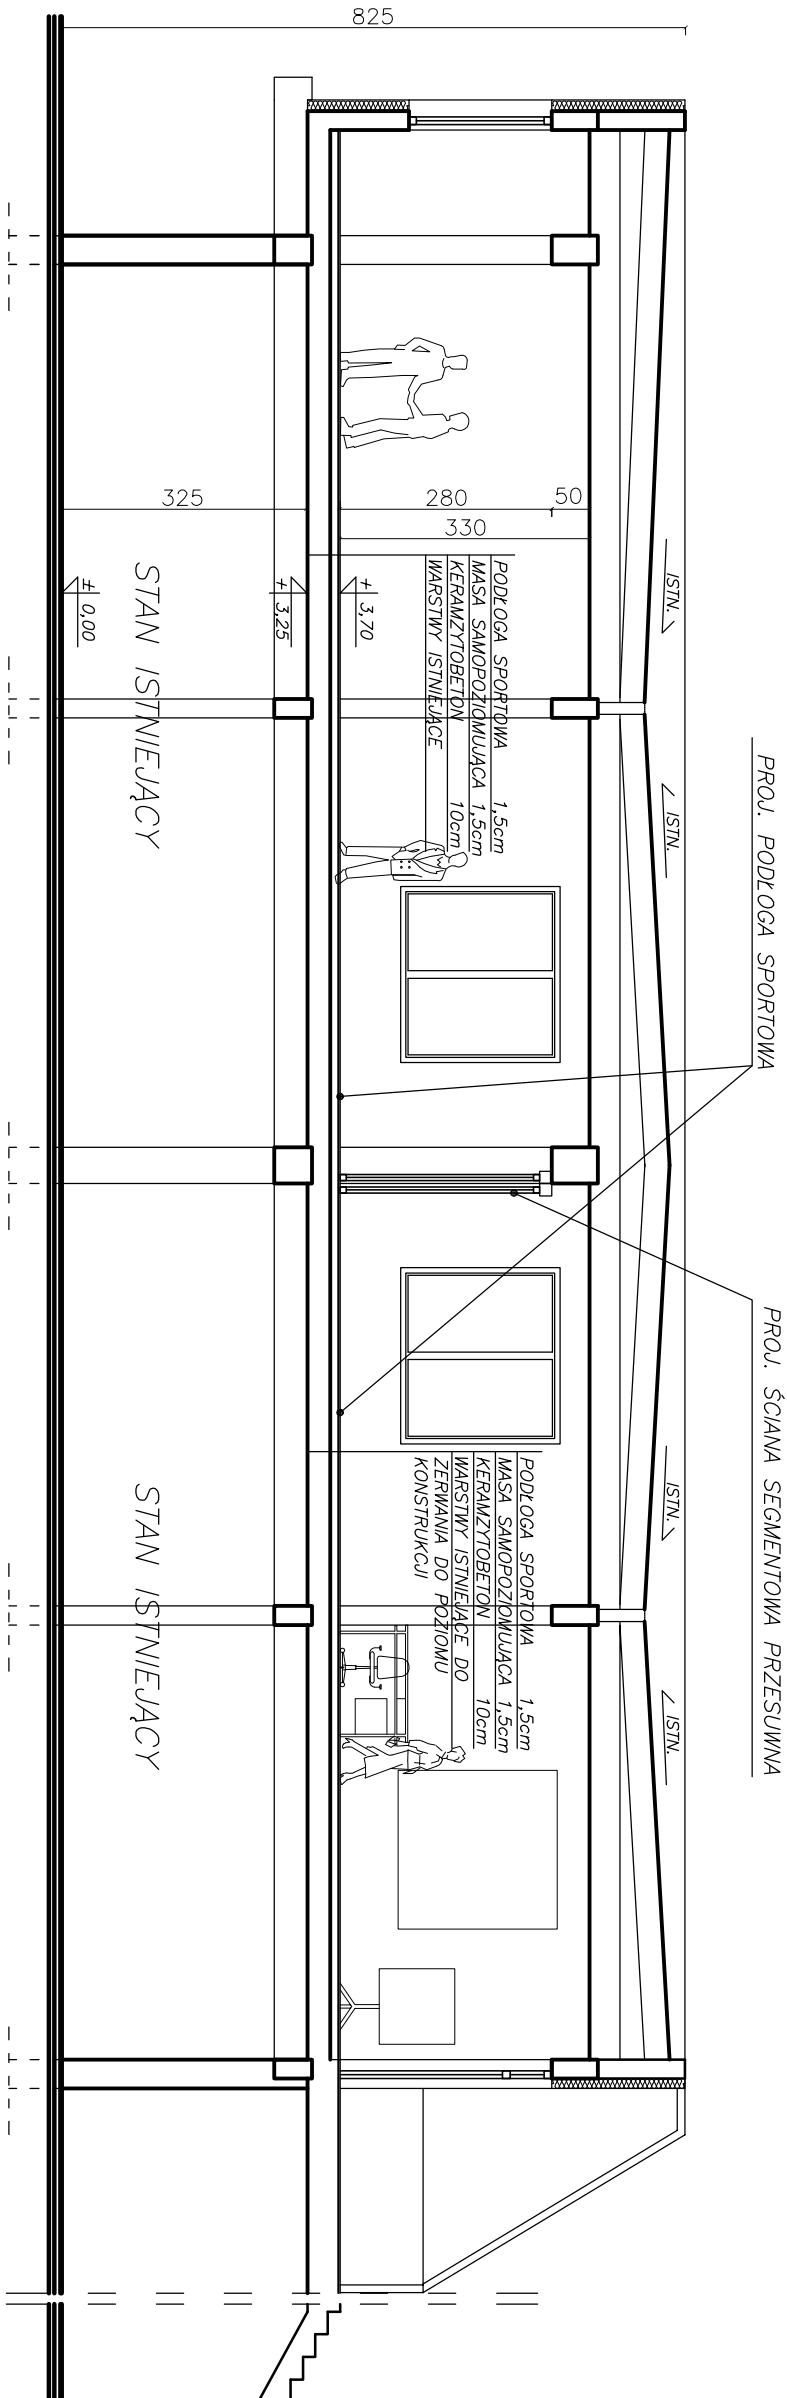 PROJ. PODŁOGA SPORTOWA
PROJ. ŚCIANA SEGMENTOWA PRZESUWNA
ISTN.
ISTN.
ISTN.
ISTN.
825
50
280
330
325
PODŁOGA SPORTOWA 1,5cm
MASA SAMOPOZIOMUJĄCA 1,5cm
KERAMZYTOBETON 10cm
WARSTWY ISTNIEJĄCE
PODŁOGA SPORTOWA 1,5cm
MASA SAMOPOZIOMUJĄCA 1,5cm
KERAMZYTOBETON 10cm
WARSTWY ISTNIEJĄCE DO
ZERWANIA DO POZIOMU
KONSTRUKCJI
+ 3,70
+ 3,25
± 0,00
STAN ISTNIEJĄCY
STAN ISTNIEJĄCY